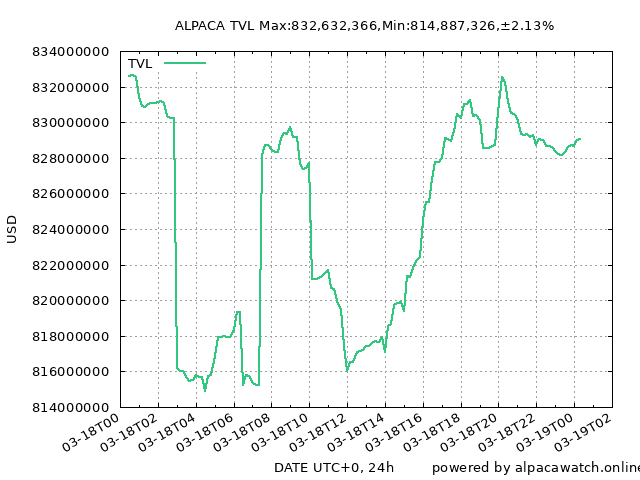 ALPACA TVL Max:832,632,366,Min:814,887,326,±2.13%
TVL
834000000
832000000
830000000
828000000
826000000
824000000
822000000
820000000
818000000
816000000
814000000
USD
03-18T00
03-18T02
03-18T04
03-18T06
03-18T08
03-18T10
03-18T12
03-18T14
03-18T16
03-18T18
03-18T20
03-18T22
03-19T00
03-19T02
DATE UTC+0, 24h
powered by alpacawatch.online